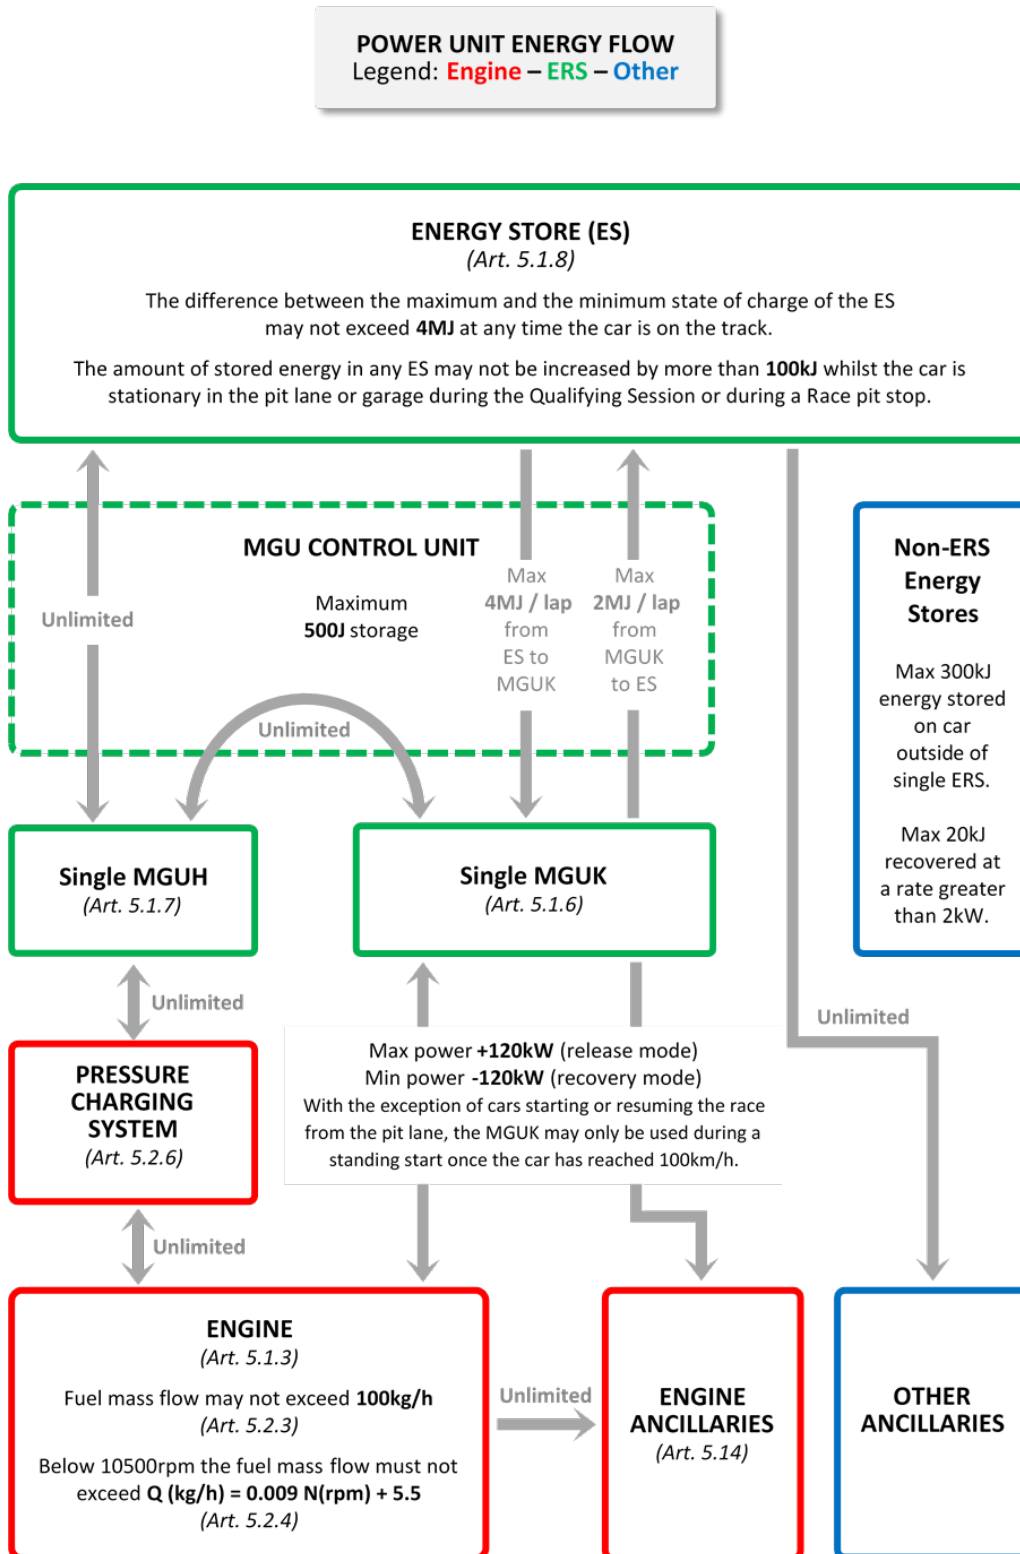 POWER UNIT ENERGY FLOW
Legend: Engine – ERS – Other
ENERGY STORE (ES)
(Art. 5.1.8)
The difference between the maximum and the minimum state of charge of the ES
may not exceed 4MJ at any time the car is on the track.
The amount of stored energy in any ES may not be increased by more than 100kJ whilst the car is
stationary in the pit lane or garage during the Qualifying Session or during a Race pit stop.
Unlimited
MGU CONTROL UNIT
Maximum
500J storage
Max
4MJ / lap
from
ES to
MGUK
Max
2MJ / lap
from
MGUK
to ES
Unlimited
Non-ERS
Energy
Stores
Max 300kJ
energy stored
on car
outside of
single ERS.
Max 20kJ
recovered at
a rate greater
than 2kW.
Single MGUH
(Art. 5.1.7)
Single MGUK
(Art. 5.1.6)
Unlimited
Unlimited
PRESSURE
CHARGING
SYSTEM
(Art. 5.2.6)
Max power +120kW (release mode)
Min power -120kW (recovery mode)
With the exception of cars starting or resuming the race
from the pit lane, the MGUK may only be used during a
standing start once the car has reached 100km/h.
Unlimited
ENGINE
(Art. 5.1.3)
Fuel mass flow may not exceed 100kg/h
(Art. 5.2.3)
Below 10500rpm the fuel mass flow must not
exceed Q (kg/h) = 0.009 N(rpm) + 5.5
(Art. 5.2.4)
Unlimited
ENGINE
ANCILLARIES
(Art. 5.14)
OTHER
ANCILLARIES